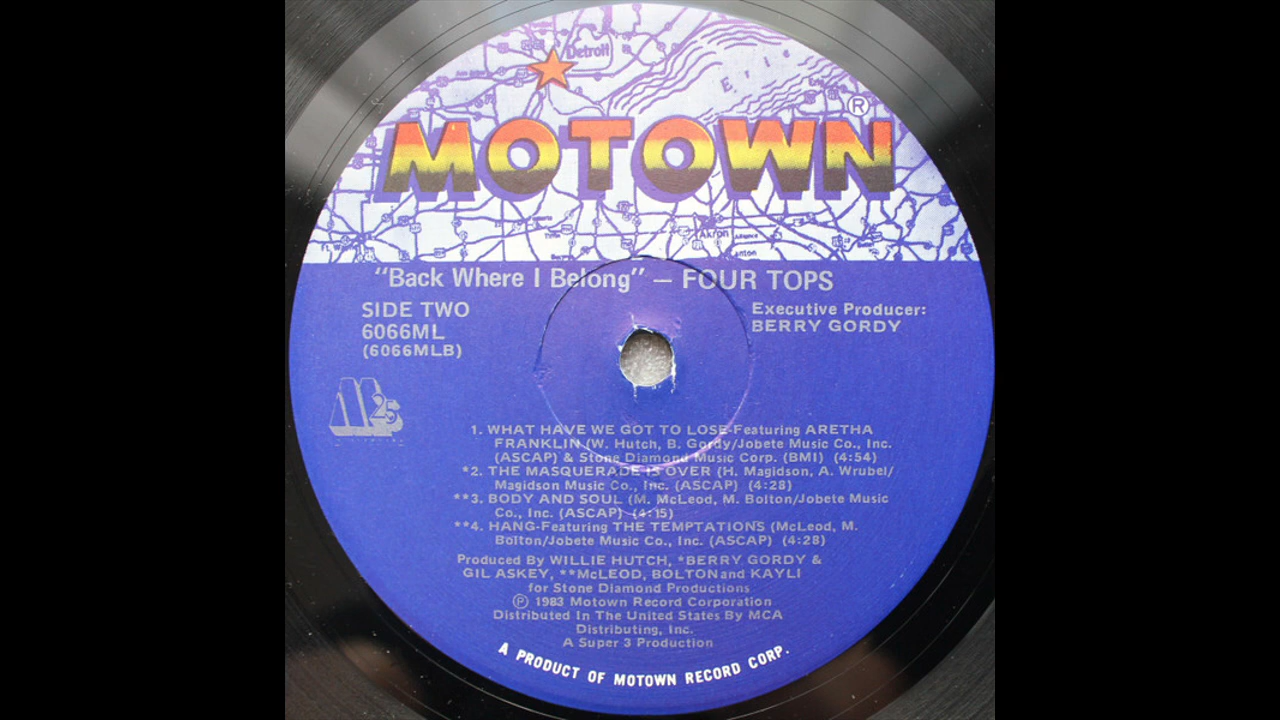 Detroit
Erie
®
MOTOWN
Akron
"Back Where I Belong" — FOUR TOPS
SIDE TWO
6066ML
(6066MLB)
Executive Producer:
BERRY GORDY
25
1. WHAT HAVE WE GOT TO LOSE-Featuring ARETHA
FRANKLIN (W. Hutch, B. Gordy/Jobete Music Co., Inc.
(ASCAP) & Stone Diamond Music Corp. (BMI) (4:54)
*2. THE MASQUERADE IS OVER (H. Magidson, A. Wrubel/
Magidson Music Co., Inc. (ASCAP) (4:28)
**3. BODY AND SOUL (M. McLeod, M. Bolton/Jobete Music
Co., Inc. (ASCAP) (4:15)
**4. HANG-Featuring THE TEMPTATIONS (McLeod, M.
Bolton/Jobete Music Co., Inc. (ASCAP) (4:28)
Produced By WILLIE HUTCH, *BERRY GORDY &
GIL ASKEY, **McLEOD, BOLTON and KAYLI
for Stone Diamond Productions
℗ 1983 Motown Record Corporation
Distributed In The United States By MCA
Distributing, Inc.
A Super 3 Production
A PRODUCT OF MOTOWN RECORD CORP.